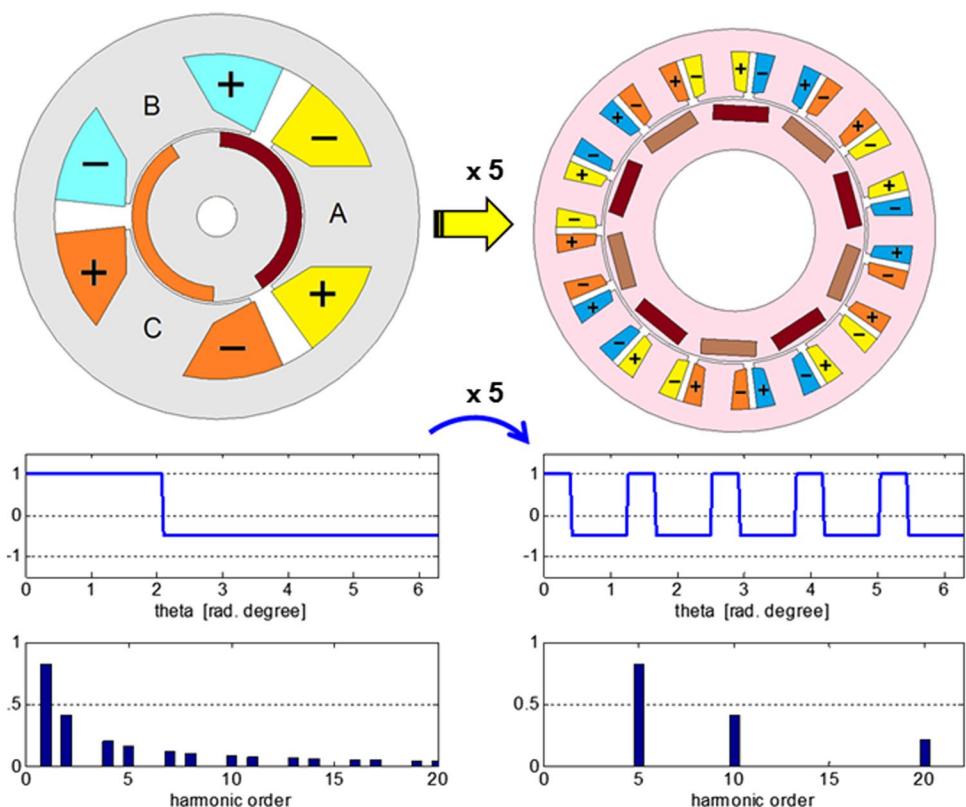 +
B
−
−
A
+
+
C
−
x 5
+ − + − + −
+ − + −
− + + −
− + + −
− + + −
− + + −
− + − +
x 5
1
0
-1
0 1 2 3 4 5 6
theta [rad. degree]
1
0
-1
0 1 2 3 4 5 6
theta [rad. degree]
1
.5
0
0 5 10 15 20
harmonic order
1
0.5
0
0 5 10 15 20
harmonic order